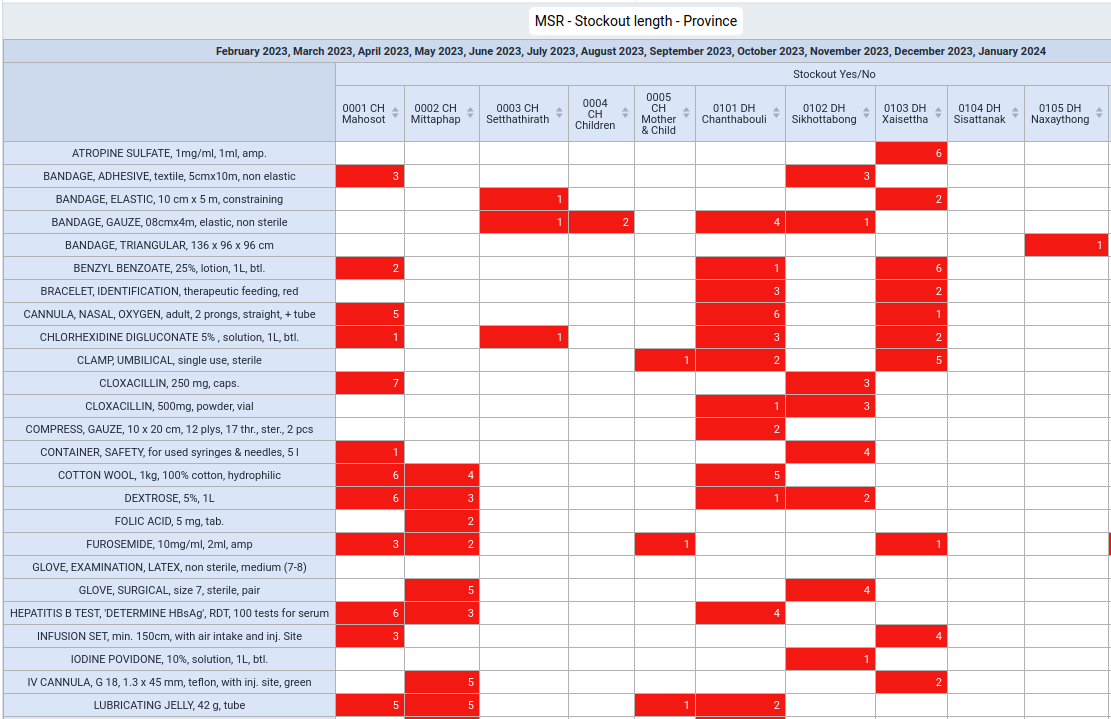 MSR - Stockout length - Province
February 2023, March 2023, April 2023, May 2023, June 2023, July 2023, August 2023, September 2023, October 2023, November 2023, December 2023, January 2024
Stockout Yes/No
0001 CH Mahosot 0002 CH Mittaphap 0003 CH Setthathirath 0004 CH Children 0005 CH Mother & Child 0101 DH Chanthabouli 0102 DH Sikhottabong 0103 DH Xaisettha 0104 DH Sisattanak 0105 DH Naxaythong
ATROPINE SULFATE, 1mg/ml, 1ml, amp. 6
BANDAGE, ADHESIVE, textile, 5cmx10m, non elastic 3 3
BANDAGE, ELASTIC, 10 cm x 5 m, constraining 1 2
BANDAGE, GAUZE, 08cmx4m, elastic, non sterile 1 2 4 1
BANDAGE, TRIANGULAR, 136 x 96 x 96 cm 1
BENZYL BENZOATE, 25%, lotion, 1L, btl. 2 1 6
BRACELET, IDENTIFICATION, therapeutic feeding, red 3 2
CANNULA, NASAL, OXYGEN, adult, 2 prongs, straight, + tube 5 6 1
CHLORHEXIDINE DIGLUCONATE 5% , solution, 1L, btl. 1 1 3 2
CLAMP, UMBILICAL, single use, sterile 1 2 5
CLOXACILLIN, 250 mg, caps. 7 3
CLOXACILLIN, 500mg, powder, vial 1 3
COMPRESS, GAUZE, 10 x 20 cm, 12 plys, 17 thr., ster., 2 pcs 2
CONTAINER, SAFETY, for used syringes & needles, 5 l 1 4
COTTON WOOL, 1kg, 100% cotton, hydrophilic 6 4 5
DEXTROSE, 5%, 1L 6 3 1 2
FOLIC ACID, 5 mg, tab. 2
FUROSEMIDE, 10mg/ml, 2ml, amp 3 2 1 1
GLOVE, EXAMINATION, LATEX, non sterile, medium (7-8)
GLOVE, SURGICAL, size 7, sterile, pair 5 4
HEPATITIS B TEST, 'DETERMINE HBsAg', RDT, 100 tests for serum 6 3 4
INFUSION SET, min. 150cm, with air intake and inj. Site 3 4
IODINE POVIDONE, 10%, solution, 1L, btl. 1
IV CANNULA, G 18, 1.3 x 45 mm, teflon, with inj. site, green 5 2
LUBRICATING JELLY, 42 g, tube 5 5 1 2